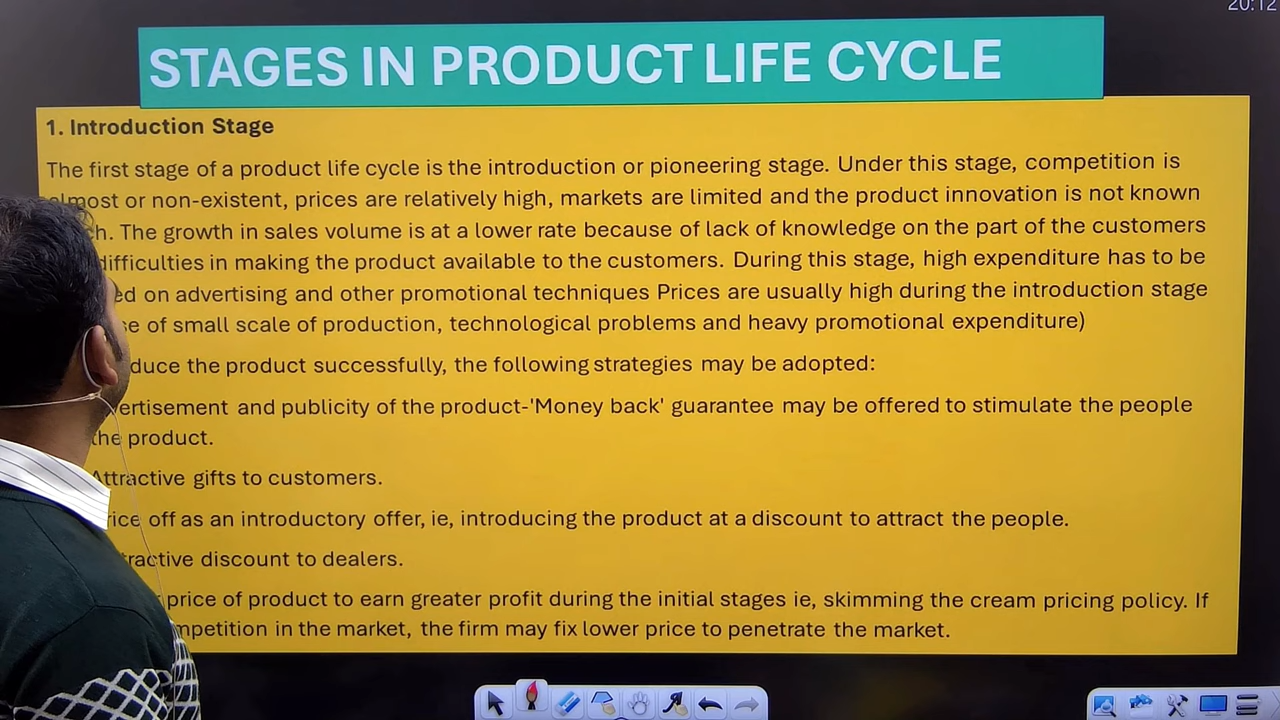 20:12
STAGES IN PRODUCT LIFE CYCLE
1. Introduction Stage
The first stage of a product life cycle is the introduction or pioneering stage. Under this stage, competition is
almost or non-existent, prices are relatively high, markets are limited and the product innovation is not known
The growth in sales volume is at a lower rate because of lack of knowledge on the part of the customers
difficulties in making the product available to the customers. During this stage, high expenditure has to be
on advertising and other promotional techniques Prices are usually high during the introduction stage
of small scale of production, technological problems and heavy promotional expenditure)
the product successfully, the following strategies may be adopted:
and publicity of the product-'Money back' guarantee may be offered to stimulate the people
the product.
Attractive gifts to customers.
off as an introductory offer, ie, introducing the product at a discount to attract the people.
discount to dealers.
price of product to earn greater profit during the initial stages ie, skimming the cream pricing policy. If
in the market, the firm may fix lower price to penetrate the market.